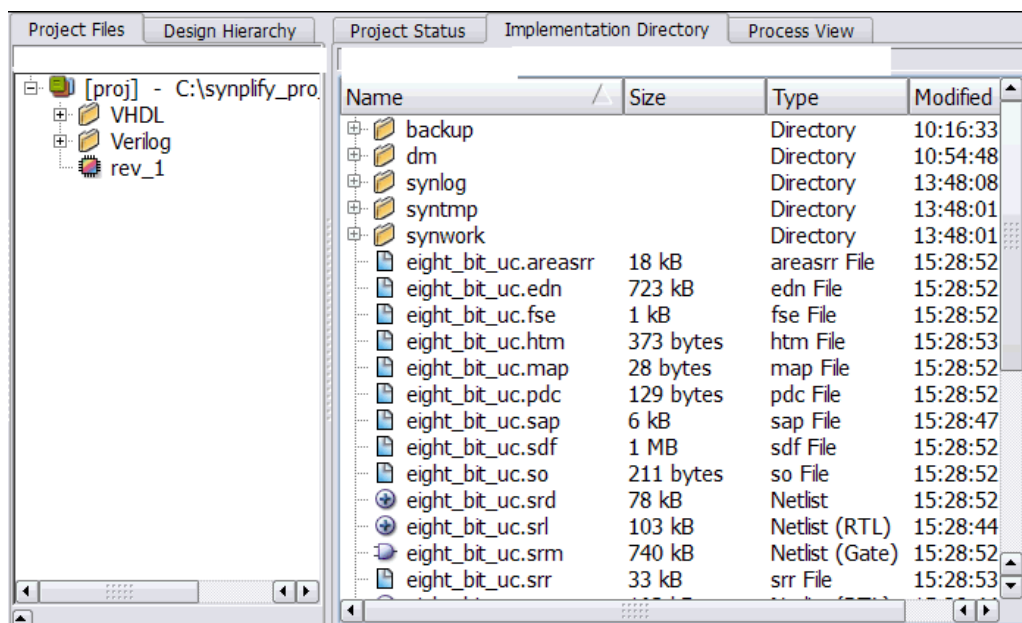 Project Files Design Hierarchy Project Status Implementation Directory Process View
[proj] - C:\synplify_pro
VHDL
Verilog
rev_1
Name Size Type Modified
backup Directory 10:16:33
dm Directory 10:54:48
synlog Directory 13:48:08
syntmp Directory 13:48:01
synwork Directory 13:48:01
eight_bit_uc.areasrr 18 kB areasrr File 15:28:52
eight_bit_uc.edn 723 kB edn File 15:28:52
eight_bit_uc.fse 1 kB fse File 15:28:52
eight_bit_uc.htm 373 bytes htm File 15:28:53
eight_bit_uc.map 28 bytes map File 15:28:52
eight_bit_uc.pdc 129 bytes pdc File 15:28:52
eight_bit_uc.sap 6 kB sap File 15:28:47
eight_bit_uc.sdf 1 MB sdf File 15:28:52
eight_bit_uc.so 211 bytes so File 15:28:52
eight_bit_uc.srd 78 kB Netlist 15:28:52
eight_bit_uc.srl 103 kB Netlist (RTL) 15:28:44
eight_bit_uc.srm 740 kB Netlist (Gate) 15:28:52
eight_bit_uc.srr 33 kB srr File 15:28:53